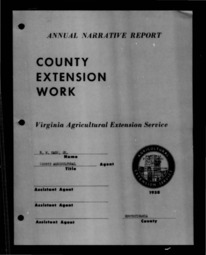 ANNUAL NARRATIVE REPORT
COUNTY
EXTENSION
WORK
Virginia Agricultural Extension Service
Name
Agent
Title
1938
Assistant Agent
Assistant Agent
Assistant Agent
County